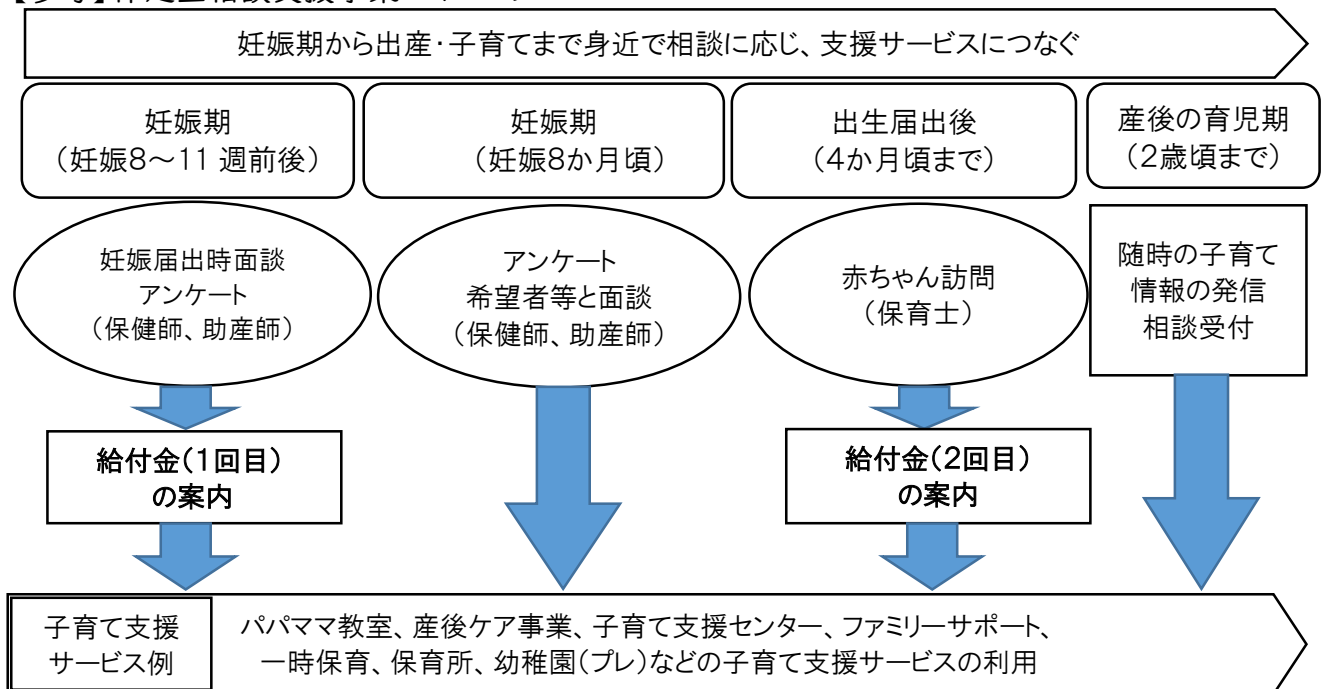 妊娠期から出産・子育てまで身近で相談に応じ、支援サービスにつなぐ
妊娠期
（妊娠8～11 週前後）
妊娠期
（妊娠8か月頃）
出生届出後
（4か月頃まで）
産後の育児期
（2歳頃まで）
妊娠届出時面談
アンケート
（保健師、助産師）
アンケート
希望者等と面談
（保健師、助産師）
赤ちゃん訪問
（保育士）
随時の子育て
情報の発信
相談受付
給付金（1回目）
の案内
給付金（2回目）
の案内
子育て支援
サービス例
パパママ教室、産後ケア事業、子育て支援センター、ファミリーサポート、
一時保育、保育所、幼稚園（プレ）などの子育て支援サービスの利用